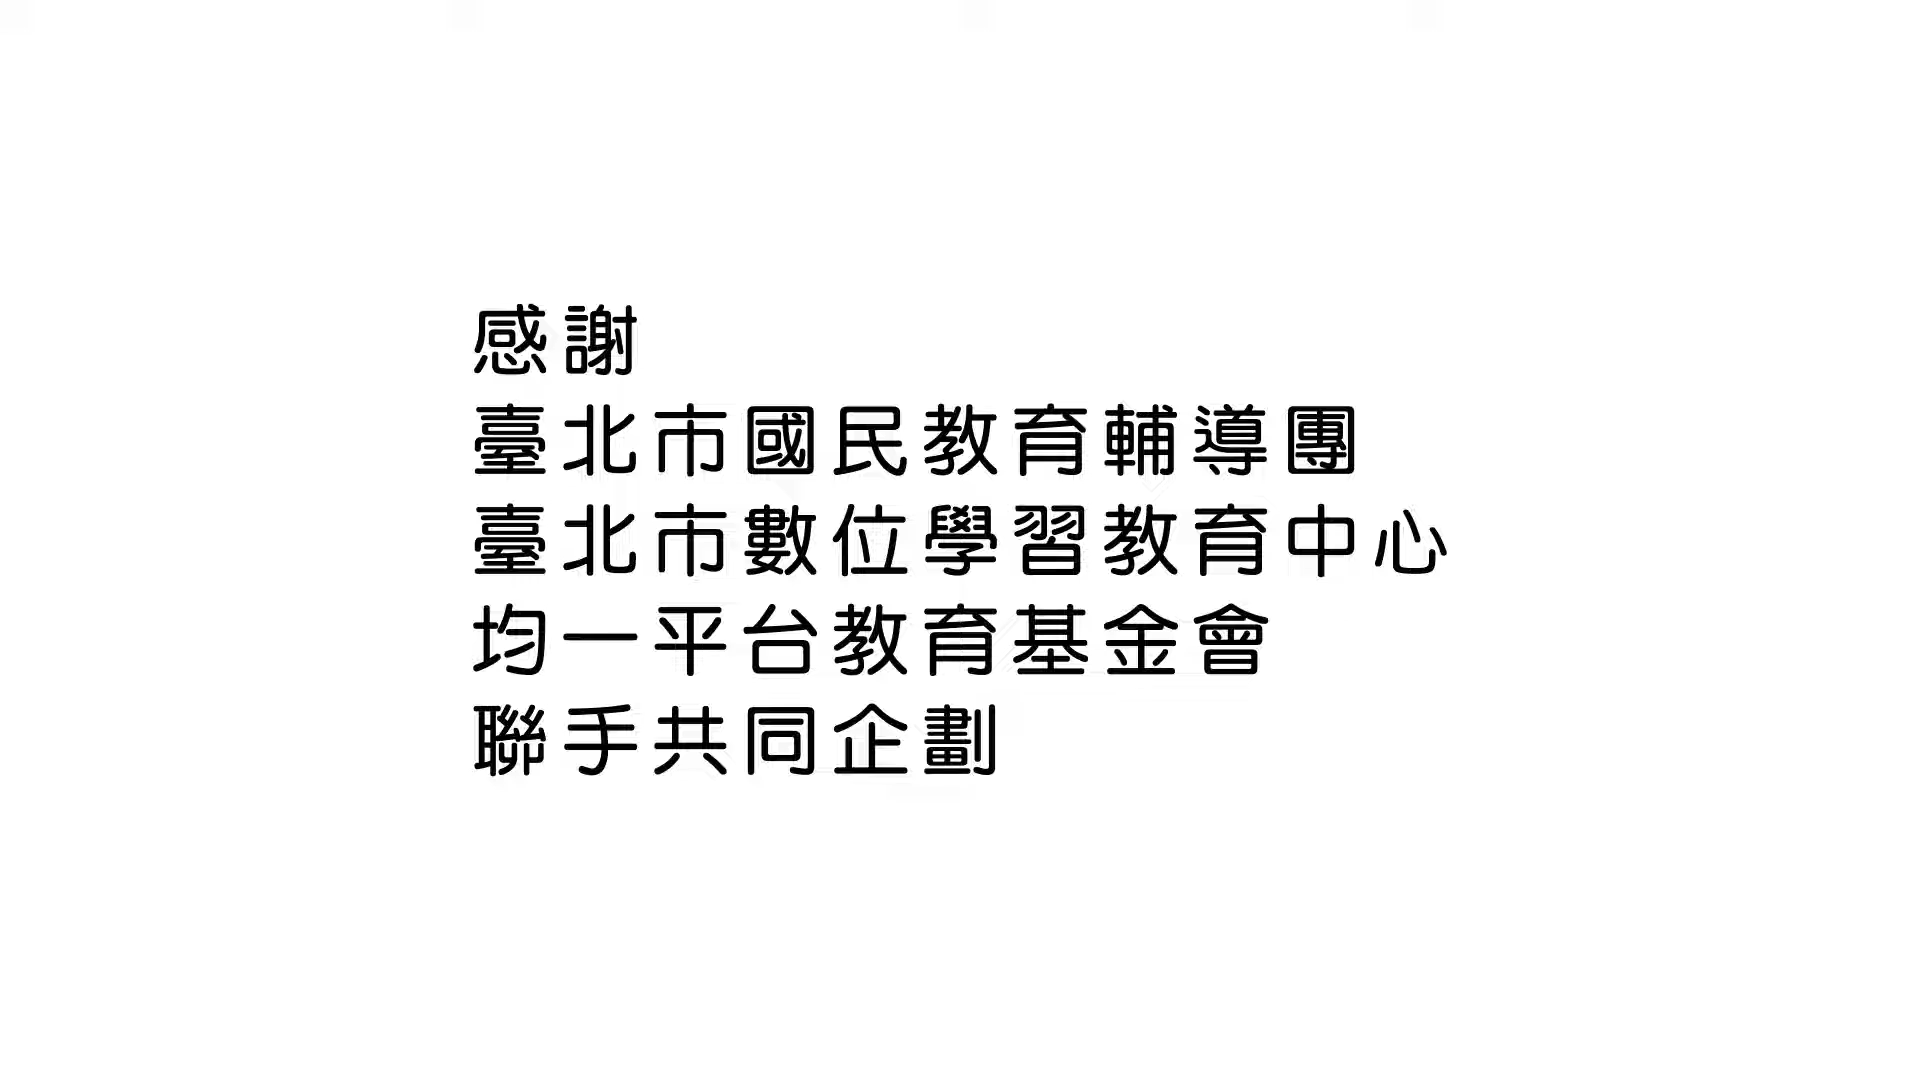 感謝
臺北市國民教育輔導團
臺北市數位學習教育中心
均一平台教育基金會
聯手共同企劃